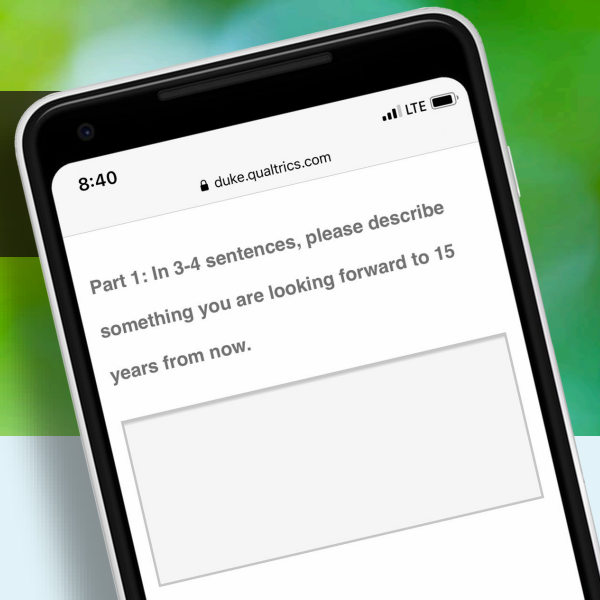 8:40
LTE
duke.qualtrics.com
Part 1: In 3-4 sentences, please describe
something you are looking forward to 15
years from now.